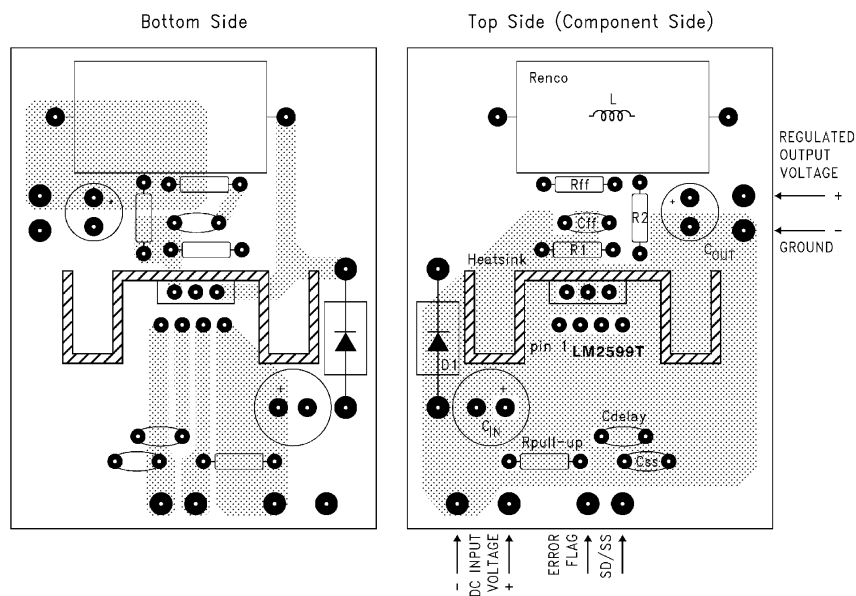 Bottom Side
Top Side (Component Side)
Renco
L
REGULATED
OUTPUT
VOLTAGE
+
-
GROUND
+
Rff
+
Cff
R2
R1
COUT
Heatsink
pin 1
LM2599T
D1
+
+
CIN
Cdelay
Rpull-up
Css
-
DC INPUT
VOLTAGE
+
ERROR
FLAG
SD/SS